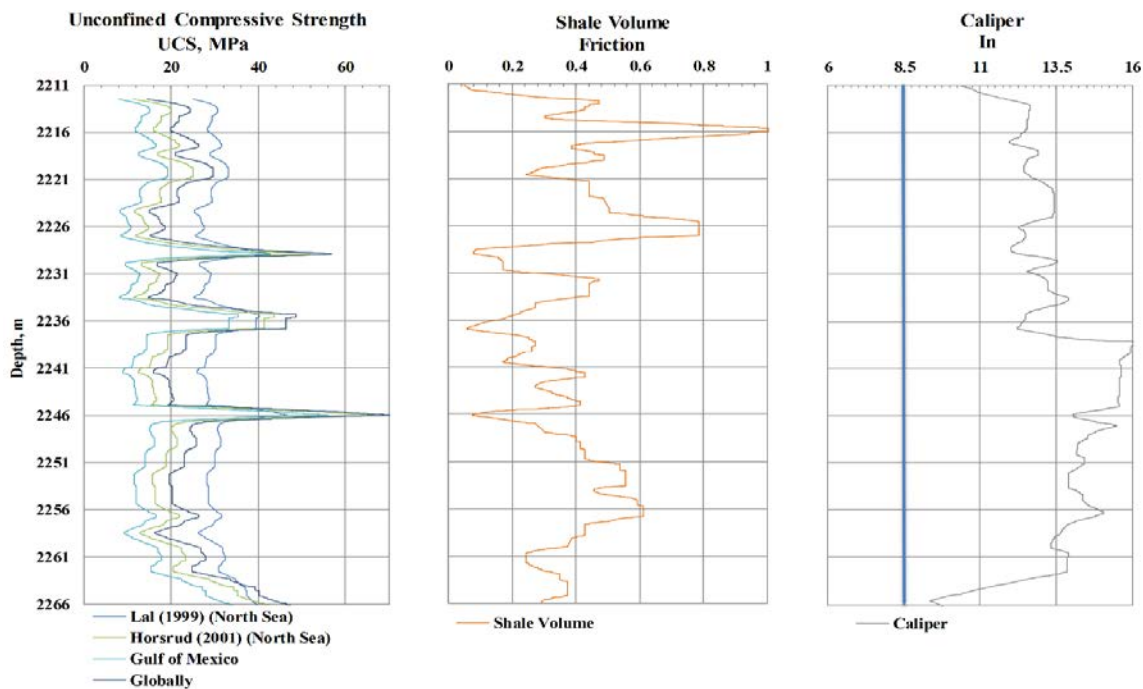 Unconfined Compressive Strength
UCS, MPa
0 20 40 60
Shale Volume
Friction
0 0.2 0.4 0.6 0.8 1
Caliper
In
6 8.5 11 13.5 16
Depth, m
2211
2216
2221
2226
2231
2236
2241
2246
2251
2256
2261
2266
Lal (1999) (North Sea)
Horsrud (2001) (North Sea)
Gulf of Mexico
Globally
Shale Volume
Caliper